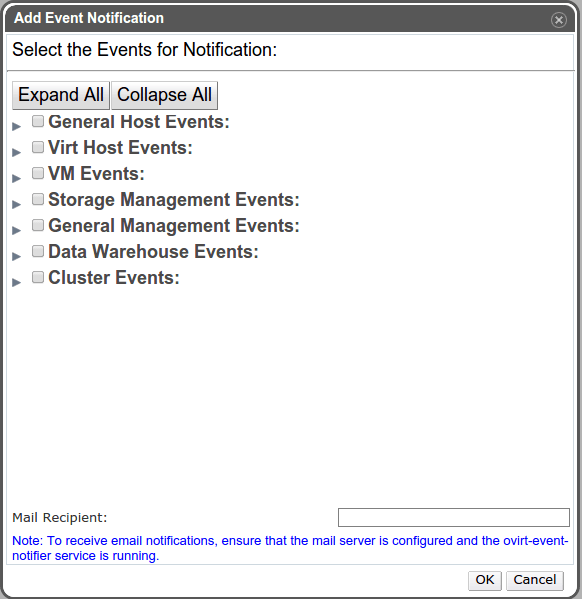 Add Event Notification
Select the Events for Notification:
Expand All Collapse All
General Host Events:
Virt Host Events:
VM Events:
Storage Management Events:
General Management Events:
Data Warehouse Events:
Cluster Events:
Mail Recipient:
Note: To receive email notifications, ensure that the mail server is configured and the ovirt-event-
notifier service is running.
OK Cancel